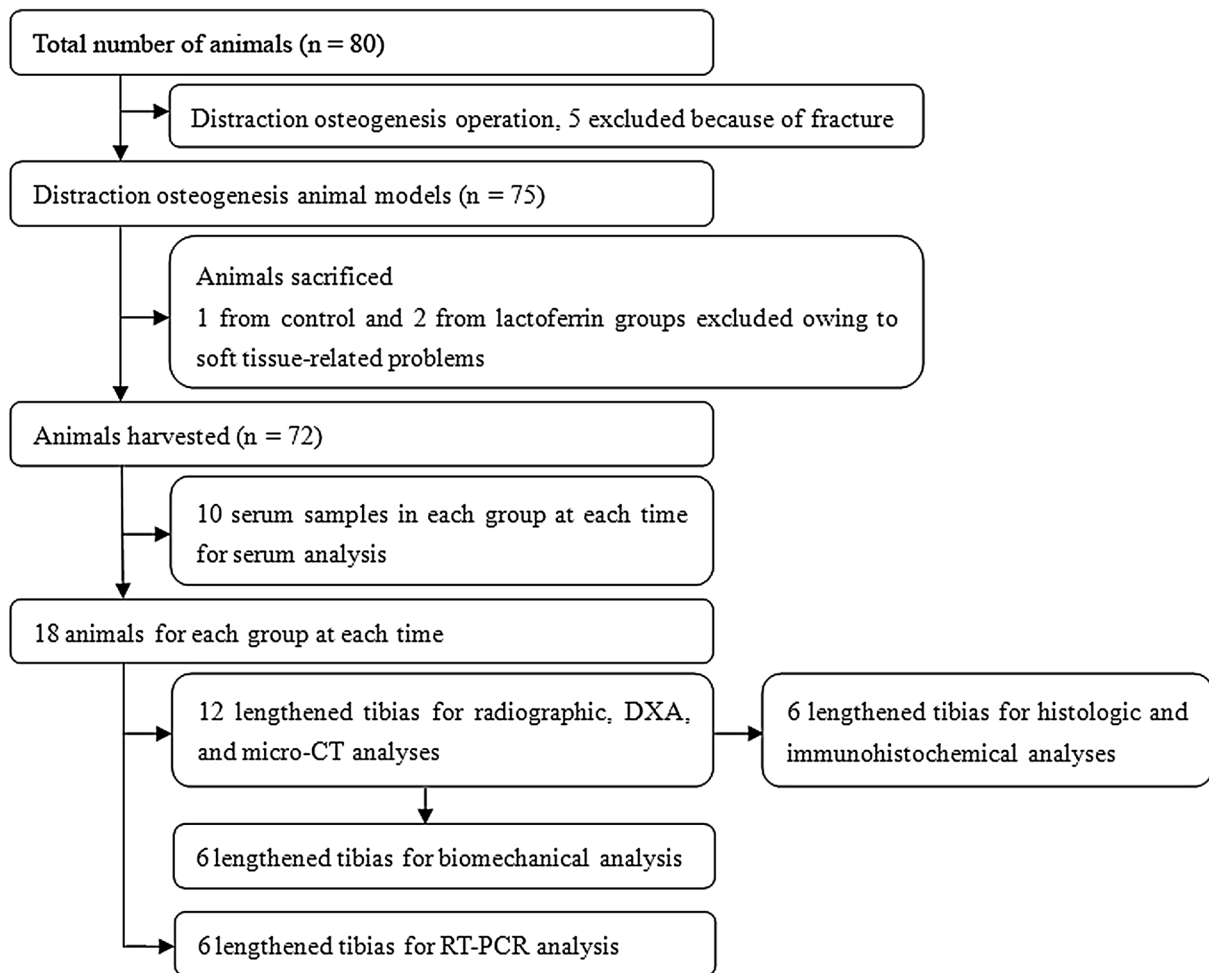 Total number of animals (n = 80)
Distraction osteogenesis operation, 5 excluded because of fracture
Distraction osteogenesis animal models (n = 75)
Animals sacrificed
1 from control and 2 from lactoferrin groups excluded owing to
soft tissue-related problems
Animals harvested (n = 72)
10 serum samples in each group at each time
for serum analysis
18 animals for each group at each time
12 lengthened tibias for radiographic, DXA,
and micro-CT analyses
6 lengthened tibias for histologic and
immunohistochemical analyses
6 lengthened tibias for biomechanical analysis
6 lengthened tibias for RT-PCR analysis